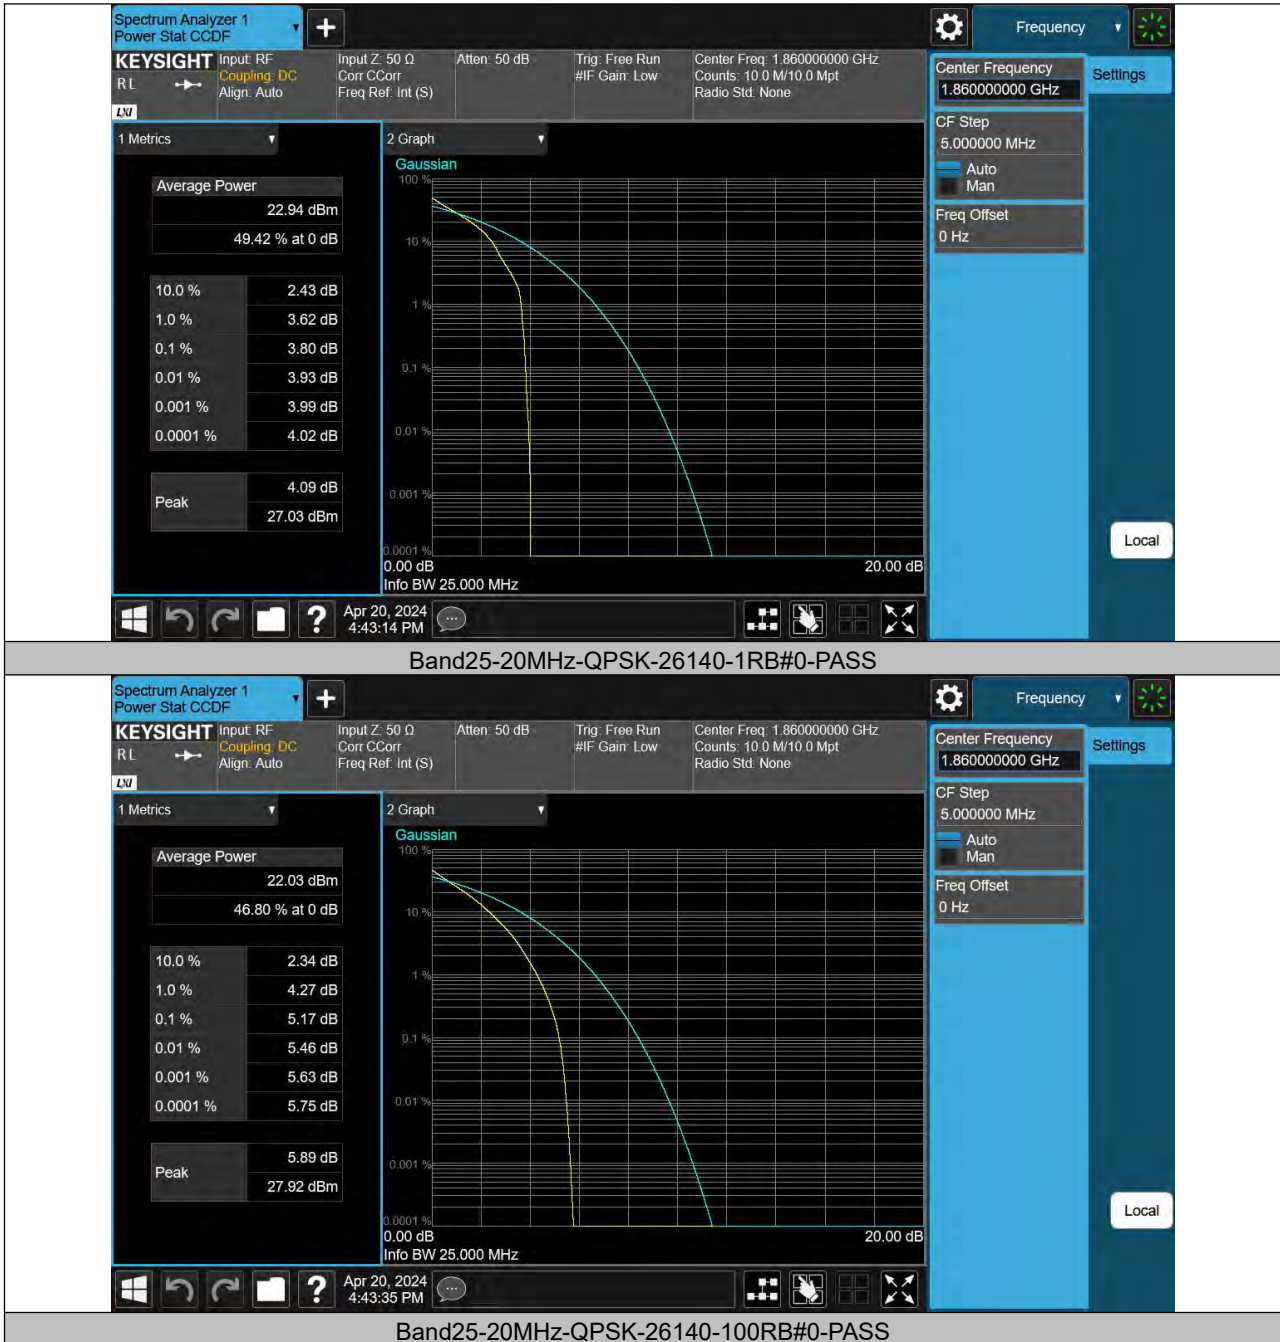 Spectrum Analyzer 1
Power Stat CCDF
Frequency
KEYSIGHT
RL
LXI
Input: RF
Coupling: DC
Align: Auto
Input Z: 50 Ω
Corr CCorr
Freq Ref: Int (S)
Atten: 50 dB
Trig: Free Run
#IF Gain: Low
Center Freq: 1.860000000 GHz
Counts: 10.0 M/10.0 Mpt
Radio Std: None
Center Frequency
1.860000000 GHz
Settings
CF Step
5.000000 MHz
Auto
Man
Freq Offset
0 Hz
Local
1 Metrics
Average Power
22.94 dBm
49.42 % at 0 dB
10.0 % 2.43 dB
1.0 % 3.62 dB
0.1 % 3.80 dB
0.01 % 3.93 dB
0.001 % 3.99 dB
0.0001 % 4.02 dB
Peak
4.09 dB
27.03 dBm
2 Graph
Gaussian
100 %
10 %
1 %
0.1 %
0.01 %
0.001 %
0.0001 %
0.00 dB 20.00 dB
Info BW 25.000 MHz
?
Apr 20, 2024
4:43:14 PM
Band25-20MHz-QPSK-26140-1RB#0-PASS
Spectrum Analyzer 1
Power Stat CCDF
Frequency
KEYSIGHT
RL
LXI
Input: RF
Coupling: DC
Align: Auto
Input Z: 50 Ω
Corr CCorr
Freq Ref: Int (S)
Atten: 50 dB
Trig: Free Run
#IF Gain: Low
Center Freq: 1.860000000 GHz
Counts: 10.0 M/10.0 Mpt
Radio Std: None
Center Frequency
1.860000000 GHz
Settings
CF Step
5.000000 MHz
Auto
Man
Freq Offset
0 Hz
Local
1 Metrics
Average Power
22.03 dBm
46.80 % at 0 dB
10.0 % 2.34 dB
1.0 % 4.27 dB
0.1 % 5.17 dB
0.01 % 5.46 dB
0.001 % 5.63 dB
0.0001 % 5.75 dB
Peak
5.89 dB
27.92 dBm
2 Graph
Gaussian
100 %
10 %
1 %
0.1 %
0.01 %
0.001 %
0.0001 %
0.00 dB 20.00 dB
Info BW 25.000 MHz
?
Apr 20, 2024
4:43:35 PM
Band25-20MHz-QPSK-26140-100RB#0-PASS